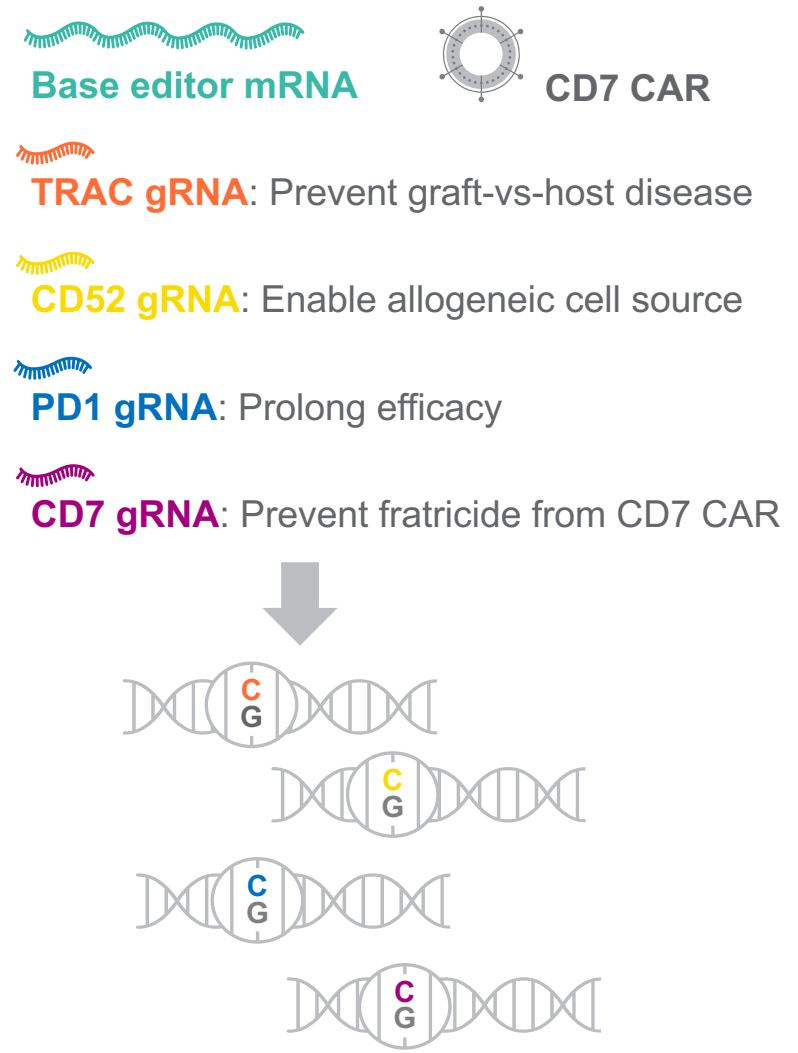 Base editor mRNA
CD7 CAR
TRAC gRNA: Prevent graft-vs-host disease
CD52 gRNA: Enable allogeneic cell source
PD1 gRNA: Prolong efficacy
CD7 gRNA: Prevent fratricide from CD7 CAR
C
G
C
G
C
G
C
G